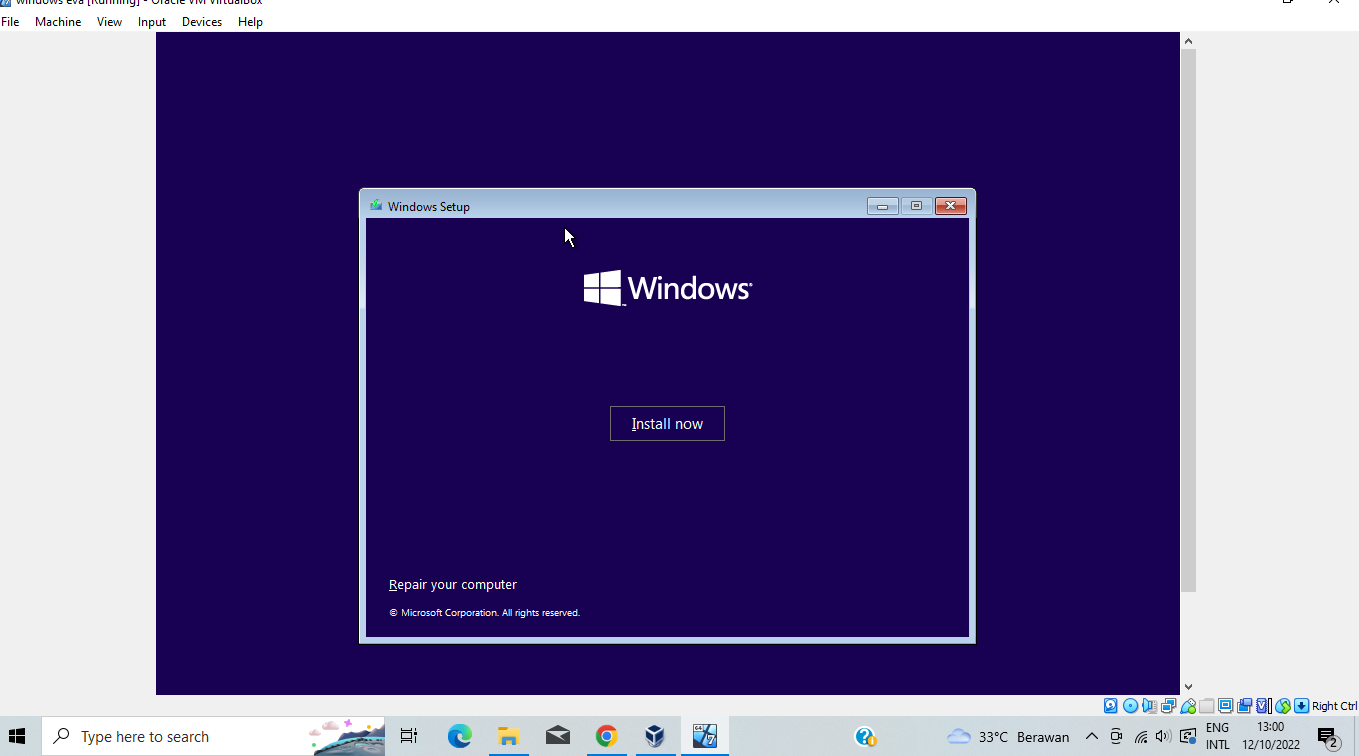 windows eva [Running] - Oracle VM VirtualBox
File Machine View Input Devices Help
Windows Setup
Windows
Install now
Repair your computer
© Microsoft Corporation. All rights reserved.
Right Ctrl
Type here to search
33°C Berawan
ENG
INTL
13:00
12/10/2022
2